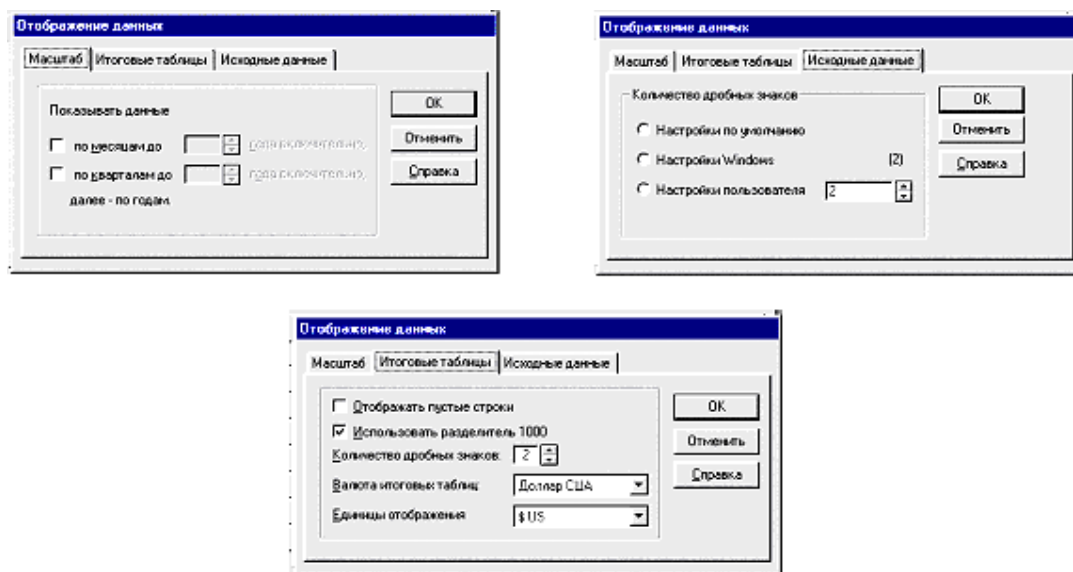 Отображение данных
Масштаб Итоговые таблицы Исходные данные
Показывать данные
по месяцам до года включительно,
по кварталам до года включительно,
далее - по годам.
OK
Отменить
Справка
Отображение данных
Масштаб Итоговые таблицы Исходные данные
Количество дробных знаков
Настройки по умолчанию
Настройки Windows (2)
Настройки пользователя 2
OK
Отменить
Справка
Отображение данных
Масштаб Итоговые таблицы Исходные данные
Отображать пустые строки
Использовать разделитель 1000
Количество дробных знаков: 2
Валюта итоговых таблиц Доллар США
Единицы отображения $ US
OK
Отменить
Справка